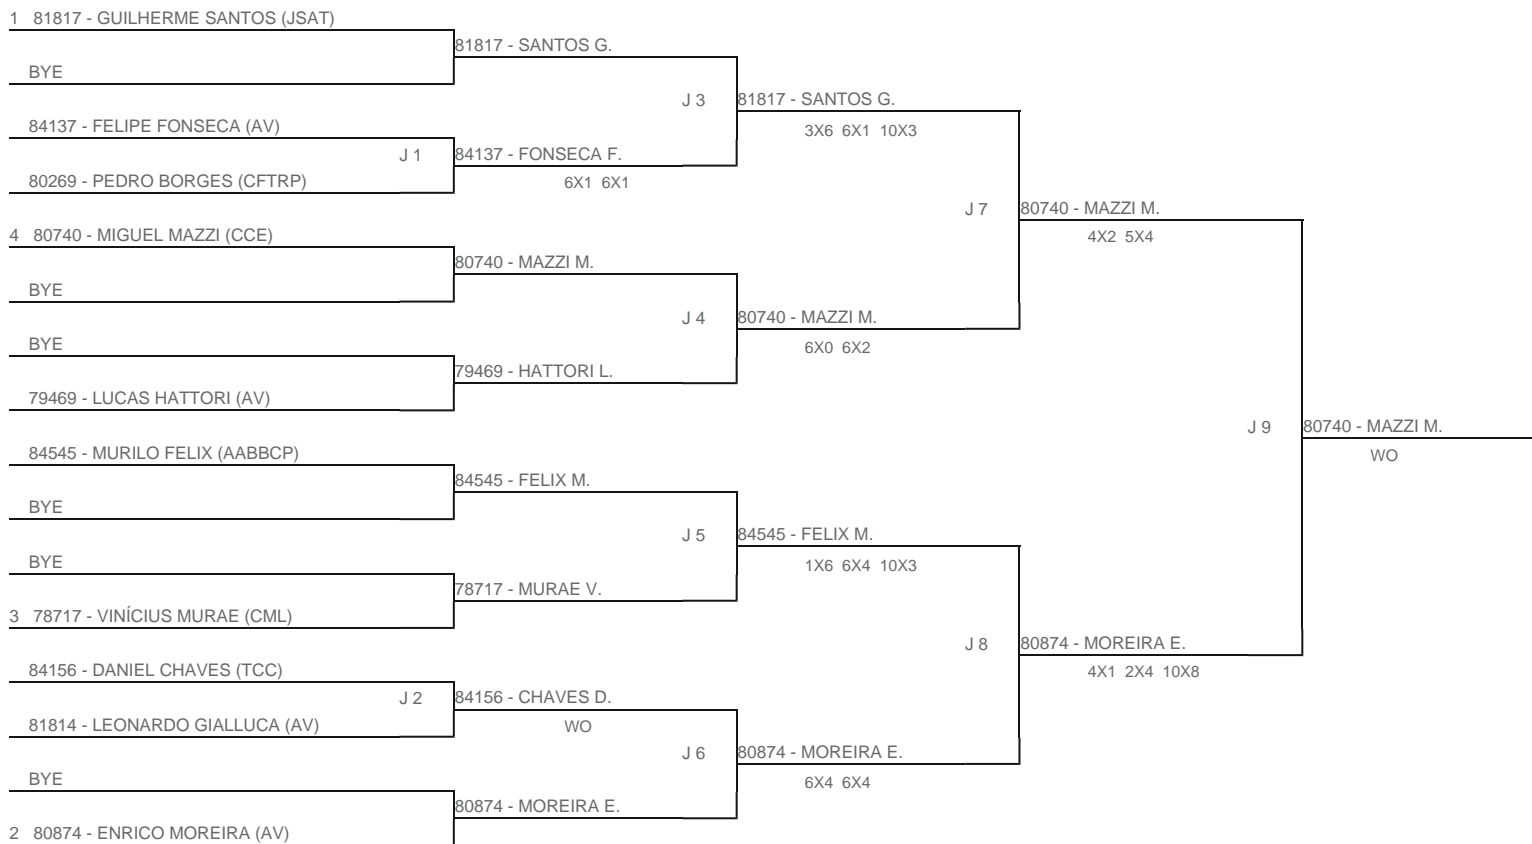 1 81817 - GUILHERME SANTOS (JSAT)
81817 - SANTOS G.
BYE
J 3
81817 - SANTOS G.
84137 - FELIPE FONSECA (AV)
3X6 6X1 10X3
J 1
84137 - FONSECA F.
80269 - PEDRO BORGES (CFTRP)
6X1 6X1
J 7
80740 - MAZZI M.
4 80740 - MIGUEL MAZZI (CCE)
4X2 5X4
80740 - MAZZI M.
BYE
J 4
80740 - MAZZI M.
BYE
6X0 6X2
79469 - HATTORI L.
79469 - LUCAS HATTORI (AV)
J 9
80740 - MAZZI M.
84545 - MURILO FELIX (AABBCP)
WO
84545 - FELIX M.
BYE
J 5
84545 - FELIX M.
BYE
1X6 6X4 10X3
78717 - MURAE V.
3 78717 - VINÍCIUS MURAE (CML)
J 8
80874 - MOREIRA E.
84156 - DANIEL CHAVES (TCC)
4X1 2X4 10X8
J 2
84156 - CHAVES D.
81814 - LEONARDO GIALLUCA (AV)
WO
J 6
80874 - MOREIRA E.
BYE
6X4 6X4
80874 - MOREIRA E.
2 80874 - ENRICO MOREIRA (AV)